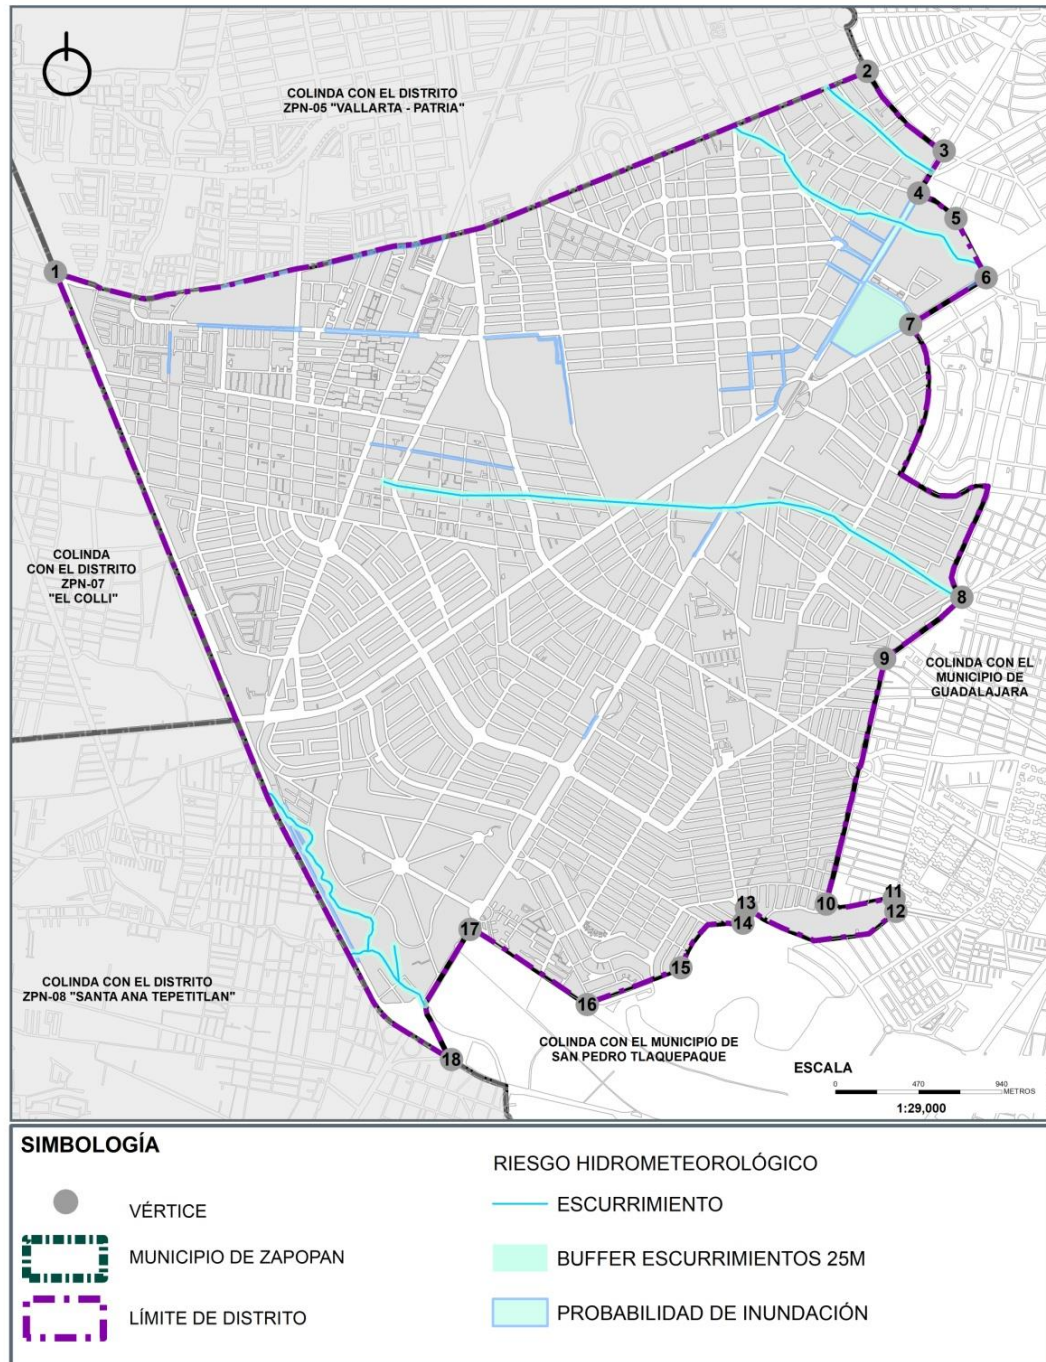 COLINDA CON EL DISTRITO
ZPN-05 "VALLARTA - PATRIA"
2
3
4
5
1
6
7
COLINDA
CON EL DISTRITO
ZPN-07
"EL COLLI"
8
9
COLINDA CON EL
MUNICIPIO DE
GUADALAJARA
10
11
12
13
14
17
15
COLINDA CON EL DISTRITO
ZPN-08 "SANTA ANA TEPETITLAN"
16
18
COLINDA CON EL MUNICIPIO DE
SAN PEDRO TLAQUEPAQUE
ESCALA
0 470 940
METROS
1:29,000
SIMBOLOGÍA
VÉRTICE
MUNICIPIO DE ZAPOPAN
LÍMITE DE DISTRITO
RIESGO HIDROMETEOROLÓGICO
ESCURRIMIENTO
BUFFER ESCURRIMIENTOS 25M
PROBABILIDAD DE INUNDACIÓN